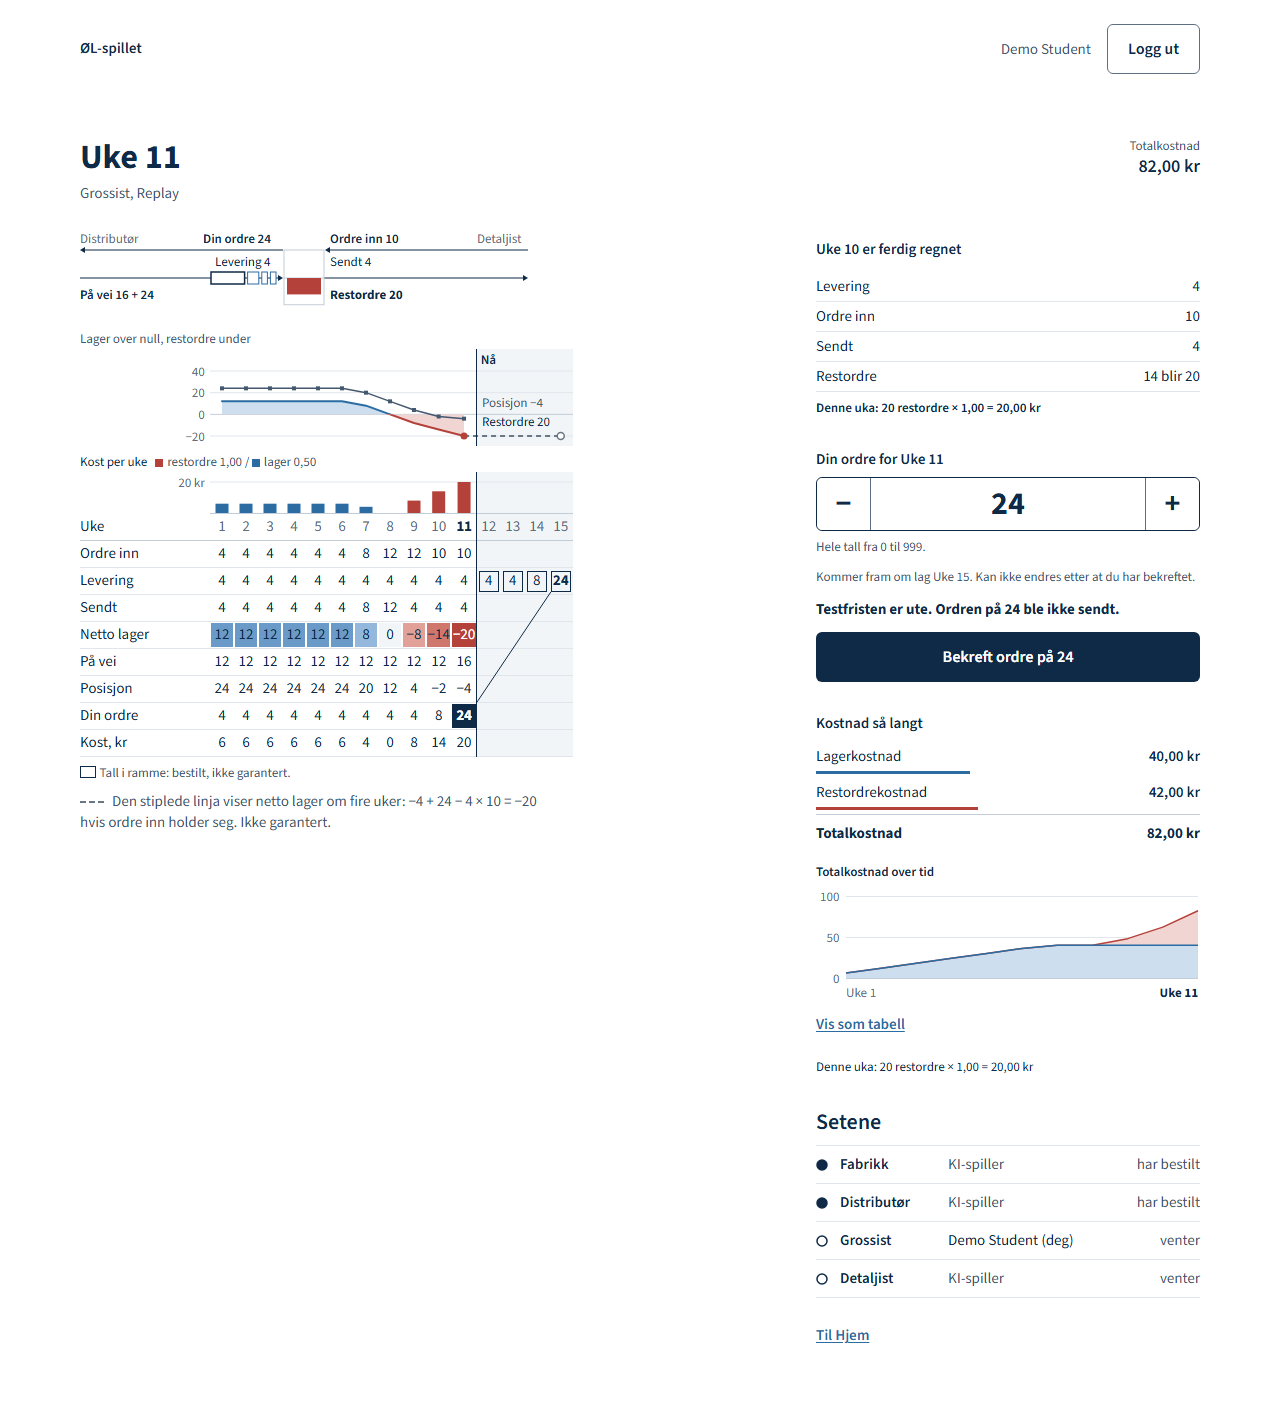 ØL-spillet
Demo Student
Logg ut
Uke 11
Grossist, Replay
Totalkostnad
82,00 kr
Distributør Din ordre 24 Ordre inn 10 Detaljist
Levering 4 Sendt 4
På vei 16 + 24 Restordre 20
Lager over null, restordre under
Nå
40
20
0
−20
Posisjon −4
Restordre 20
Kost per uke restordre 1,00 / lager 0,50
20 kr
Uke 1 2 3 4 5 6 7 8 9 10 11 12 13 14 15
Ordre inn 4 4 4 4 4 4 8 12 12 10 10
Levering 4 4 4 4 4 4 4 4 4 4 4 4 4 8 24
Sendt 4 4 4 4 4 4 8 12 4 4 4
Netto lager 12 12 12 12 12 12 8 0 −8 −14 −20
På vei 12 12 12 12 12 12 12 12 12 12 16
Posisjon 24 24 24 24 24 24 20 12 4 −2 −4
Din ordre 4 4 4 4 4 4 4 4 4 8 24
Kost, kr 6 6 6 6 6 6 4 0 8 14 20
Tall i ramme: bestilt, ikke garantert.
Den stiplede linja viser netto lager om fire uker: −4 + 24 − 4 × 10 = −20
hvis ordre inn holder seg. Ikke garantert.
Uke 10 er ferdig regnet
Levering 4
Ordre inn 10
Sendt 4
Restordre 14 blir 20
Denne uka: 20 restordre × 1,00 = 20,00 kr
Din ordre for Uke 11
− 24 +
Hele tall fra 0 til 999.
Kommer fram om lag Uke 15. Kan ikke endres etter at du har bekreftet.
Testfristen er ute. Ordren på 24 ble ikke sendt.
Bekreft ordre på 24
Kostnad så langt
Lagerkostnad 40,00 kr
Restordrekostnad 42,00 kr
Totalkostnad 82,00 kr
Totalkostnad over tid
100
50
0
Uke 1 Uke 11
Vis som tabell
Denne uka: 20 restordre × 1,00 = 20,00 kr
Setene
Fabrikk KI-spiller har bestilt
Distributør KI-spiller har bestilt
Grossist Demo Student (deg) venter
Detaljist KI-spiller venter
Til Hjem